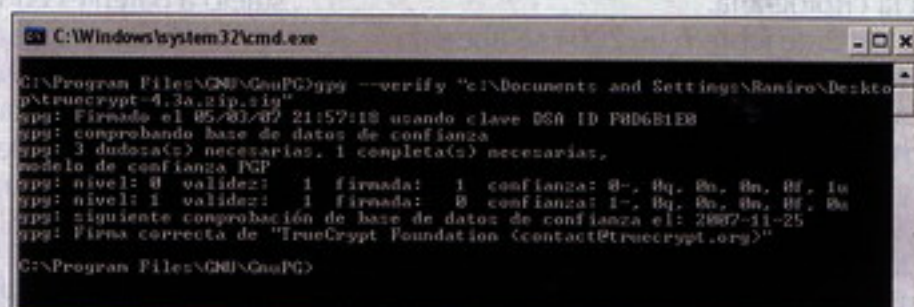 C:\Windows\system32\cmd.exe
C:\Program Files\GNU\GnuPG>gpg --verify "c:\Documents and Settings\Ramiro\Deskto
p\truecrypt-4.3a.zip.sig"
gpg: Firmado el 05/03/07 21:57:18 usando clave DSA ID F0D6B1E0
gpg: comprobando base de datos de confianza
gpg: 3 dudosa(s) necesarias, 1 completa(s) necesarias,
modelo de confianza PGP
gpg: nivel: 0 validez: 1 firmada: 1 confianza: 0-, 0q, 0n, 0m, 0f, 1u
gpg: nivel: 1 validez: 1 firmada: 0 confianza: 1-, 0q, 0n, 0m, 0f, 0u
gpg: siguiente comprobación de base de datos de confianza el: 2007-11-25
gpg: Firma correcta de "TrueCrypt Foundation <contact@truecrypt.org>"
C:\Program Files\GNU\GnuPG>